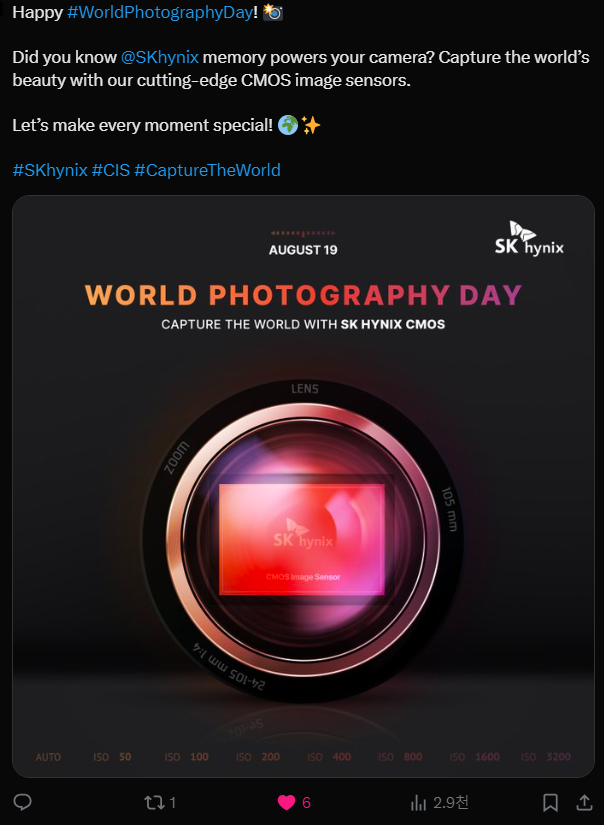 Happy #WorldPhotographyDay! 📸
Did you know @SKhynix memory powers your camera? Capture the world's
beauty with our cutting-edge CMOS image sensors.
Let's make every moment special! 🌍✨
#SKhynix #CIS #CaptureTheWorld
AUGUST 19
SK hynix
WORLD PHOTOGRAPHY DAY
CAPTURE THE WORLD WITH SK HYNIX CMOS
LENS
ZOOM
105 mm
SK hynix
CMOS Image Sensor
24-105 mm 1:4
AUTO ISO 50 ISO 100 ISO 200 ISO 400 ISO 800 ISO 1600 ISO 3200
1 6 2.9천